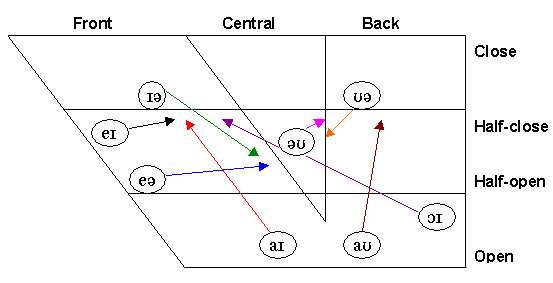 Front Central Back
Close
ɪə ʊə
Half-close
eɪ əʊ
eə Half-open
ɔɪ
aɪ aʊ
Open